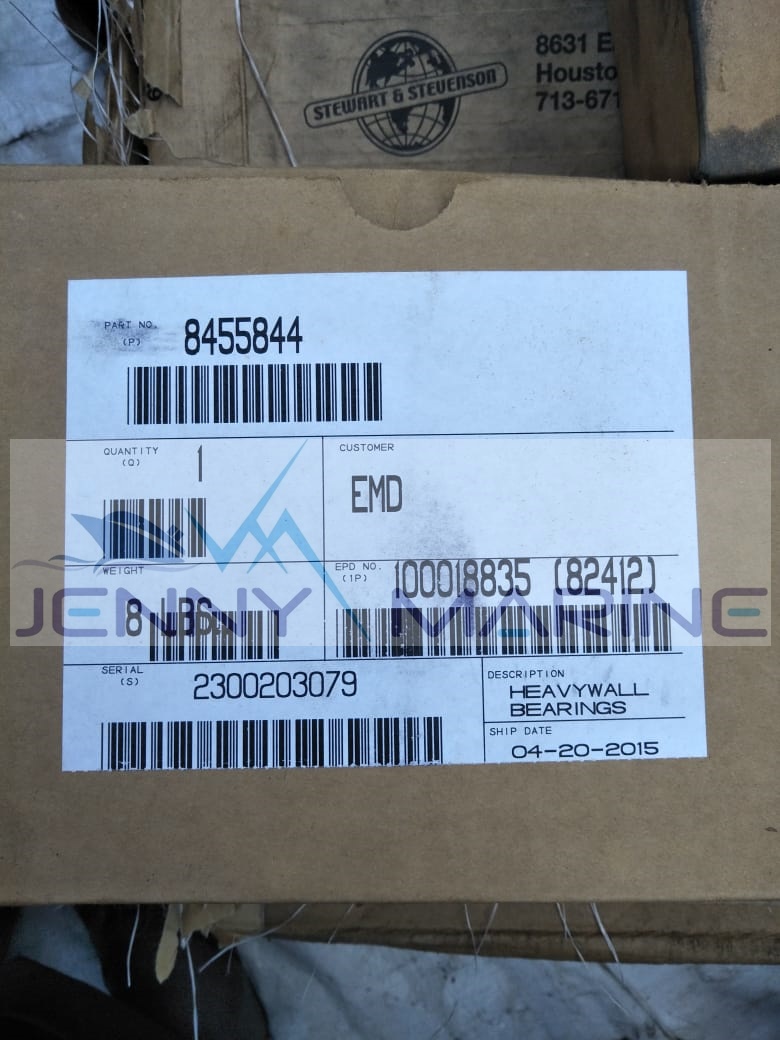 8631 E
Housto
713-671
STEWART & STEVENSON
PART NO.
(P)
8455844
QUANTITY
(Q)
1
CUSTOMER
EMD
WEIGHT
8 LBS.
EPD NO.
(1P)
100018835 (82412)
JENNY MARINE
SERIAL
(S)
2300203079
DESCRIPTION
HEAVYWALL
BEARINGS
SHIP DATE
04-20-2015